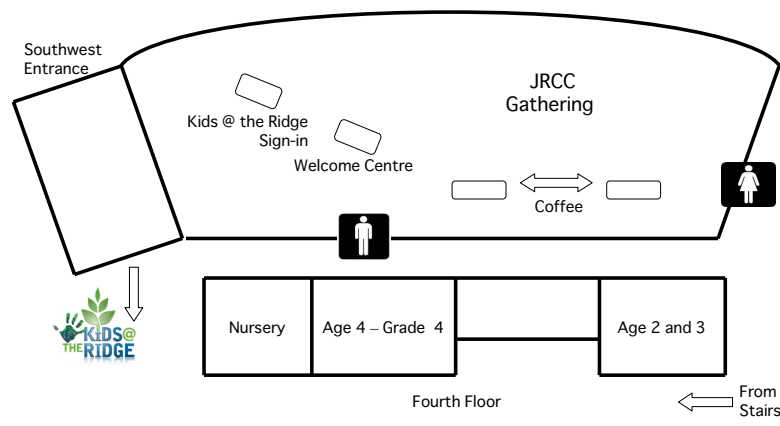 Southwest
Entrance
JRCC
Gathering
Kids @ the Ridge
Sign-in
Welcome Centre
Coffee
KiDS@
THE RIDGE
Nursery
Age 4 – Grade 4
Age 2 and 3
Fourth Floor
From
Stairs